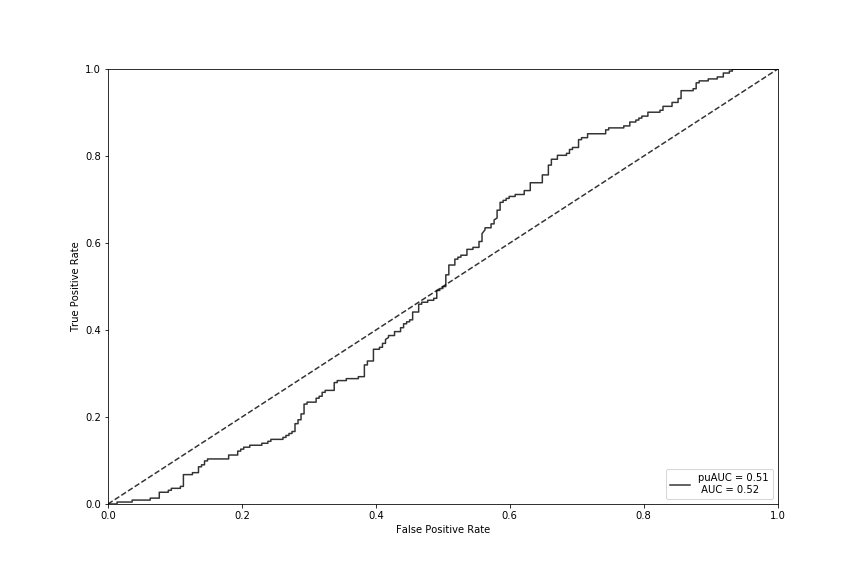 1.0
0.8
0.6
0.4
0.2
0.0
True Positive Rate
0.0 0.2 0.4 0.6 0.8 1.0
False Positive Rate
puAUC = 0.51
AUC = 0.52